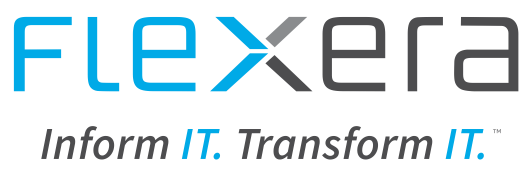 Flexera
Inform IT. Transform IT.™